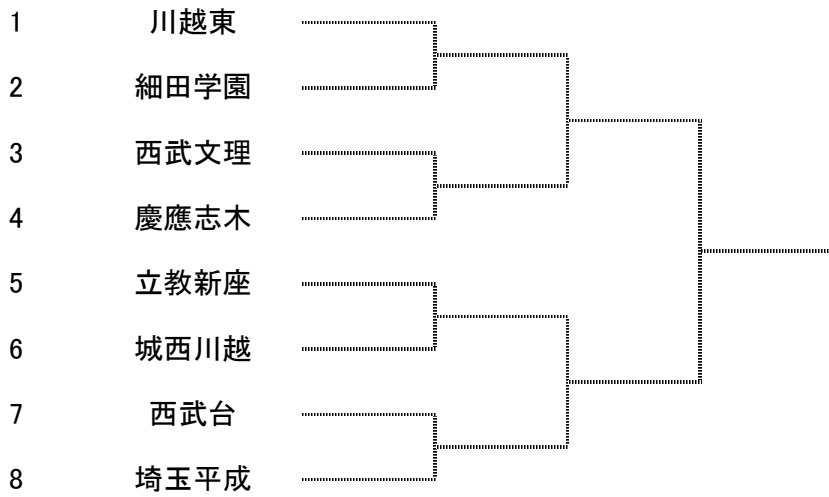 1 川越東
2 細田学園
3 西武文理
4 慶應志木
5 立教新座
6 城西川越
7 西武台
8 埼玉平成